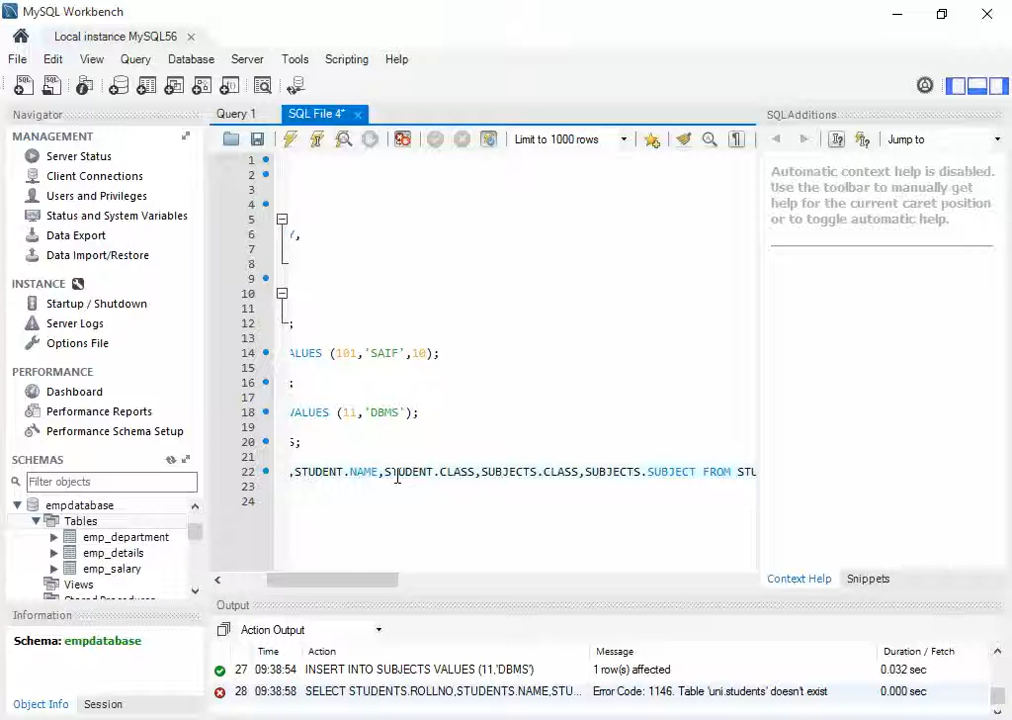 MySQL Workbench
Local instance MySQL56
File Edit View Query Database Server Tools Scripting Help
Navigator
MANAGEMENT
Server Status
Client Connections
Users and Privileges
Status and System Variables
Data Export
Data Import/Restore
INSTANCE
Startup / Shutdown
Server Logs
Options File
PERFORMANCE
Dashboard
Performance Reports
Performance Schema Setup
SCHEMAS
Filter objects
empdatabase
Tables
emp_department
emp_details
emp_salary
Views
Information
Schema: empdatabase
Object Info Session
Query 1 SQL File 4*
Limit to 1000 rows
1
2
3
4
5
6 Y,
7
8
9
10
11
12 ;
13
14 ALUES (101,'SAIF',10);
15
16 ;
17
18 VALUES (11,'DBMS');
19
20 S;
21
22 ,STUDENT.NAME,STUDENT.CLASS,SUBJECTS.CLASS,SUBJECTS.SUBJECT FROM STU
23
24
SQLAdditions
Jump to
Automatic context help is disabled.
Use the toolbar to manually get
help for the current caret position
or to toggle automatic help.
Context Help Snippets
Output
Action Output
Time Action Message Duration / Fetch
27 09:38:54 INSERT INTO SUBJECTS VALUES (11,'DBMS') 1 row(s) affected 0.032 sec
28 09:38:58 SELECT STUDENTS.ROLLNO,STUDENTS.NAME,STU... Error Code: 1146. Table 'uni.students' doesn't exist 0.000 sec